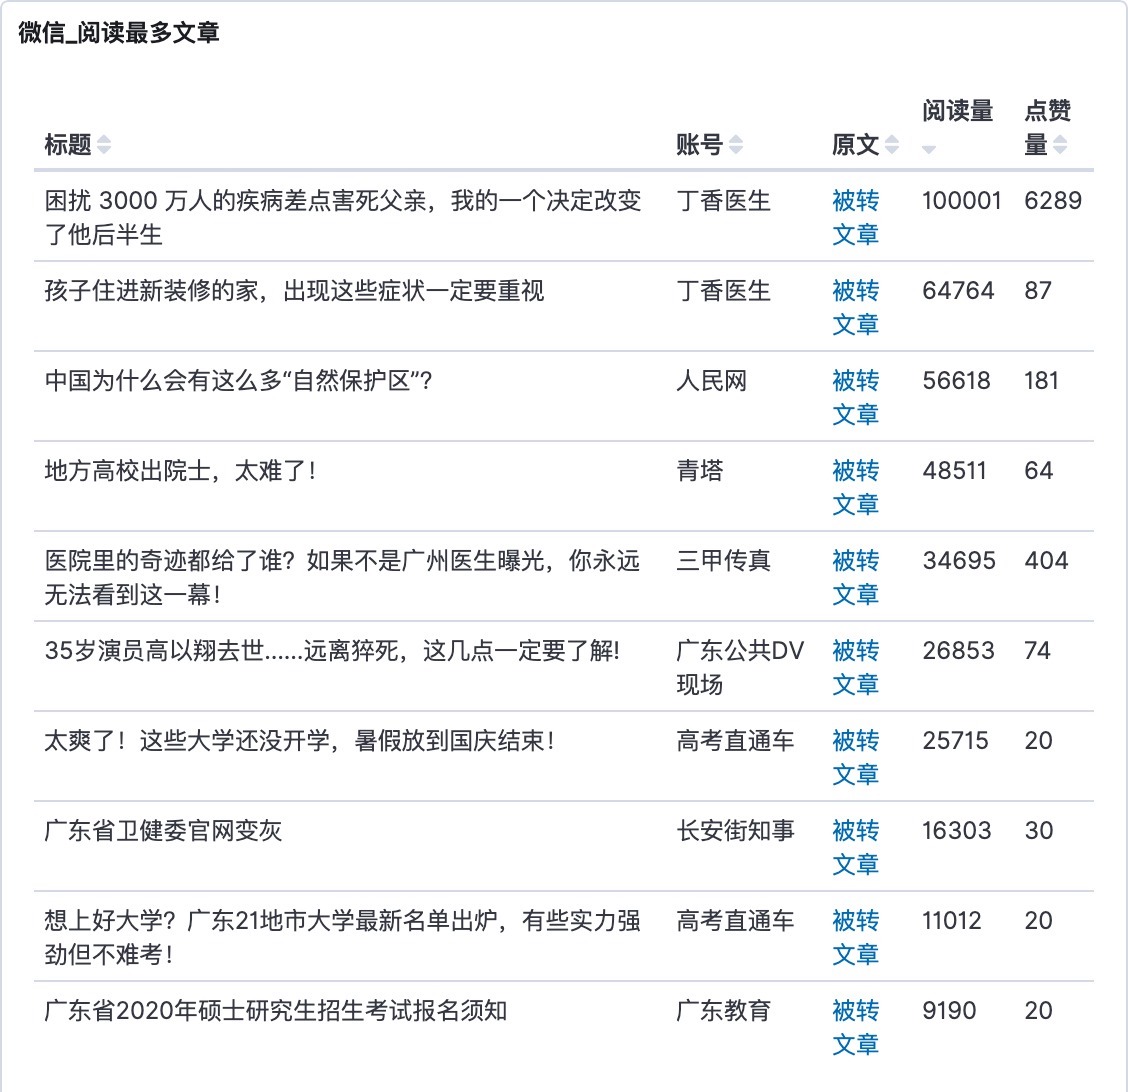 微信_阅读最多文章
标题 账号 原文 阅读量 点赞量
困扰 3000 万人的疾病差点害死父亲，我的一个决定改变 丁香医生 被转 100001 6289
了他后半生 文章
孩子住进新装修的家，出现这些症状一定要重视 丁香医生 被转 64764 87
文章
中国为什么会有这么多“自然保护区”？ 人民网 被转 56618 181
文章
地方高校出院士，太难了！ 青塔 被转 48511 64
文章
医院里的奇迹都给了谁？如果不是广州医生曝光，你永远 三甲传真 被转 34695 404
无法看到这一幕！ 文章
35岁演员高以翔去世……远离猝死，这几点一定要了解! 广东公共DV 被转 26853 74
现场 文章
太爽了！这些大学还没开学，暑假放到国庆结束！ 高考直通车 被转 25715 20
文章
广东省卫健委官网变灰 长安街知事 被转 16303 30
文章
想上好大学？广东21地市大学最新名单出炉，有些实力强 高考直通车 被转 11012 20
劲但不难考！ 文章
广东省2020年硕士研究生招生考试报名须知 广东教育 被转 9190 20
文章